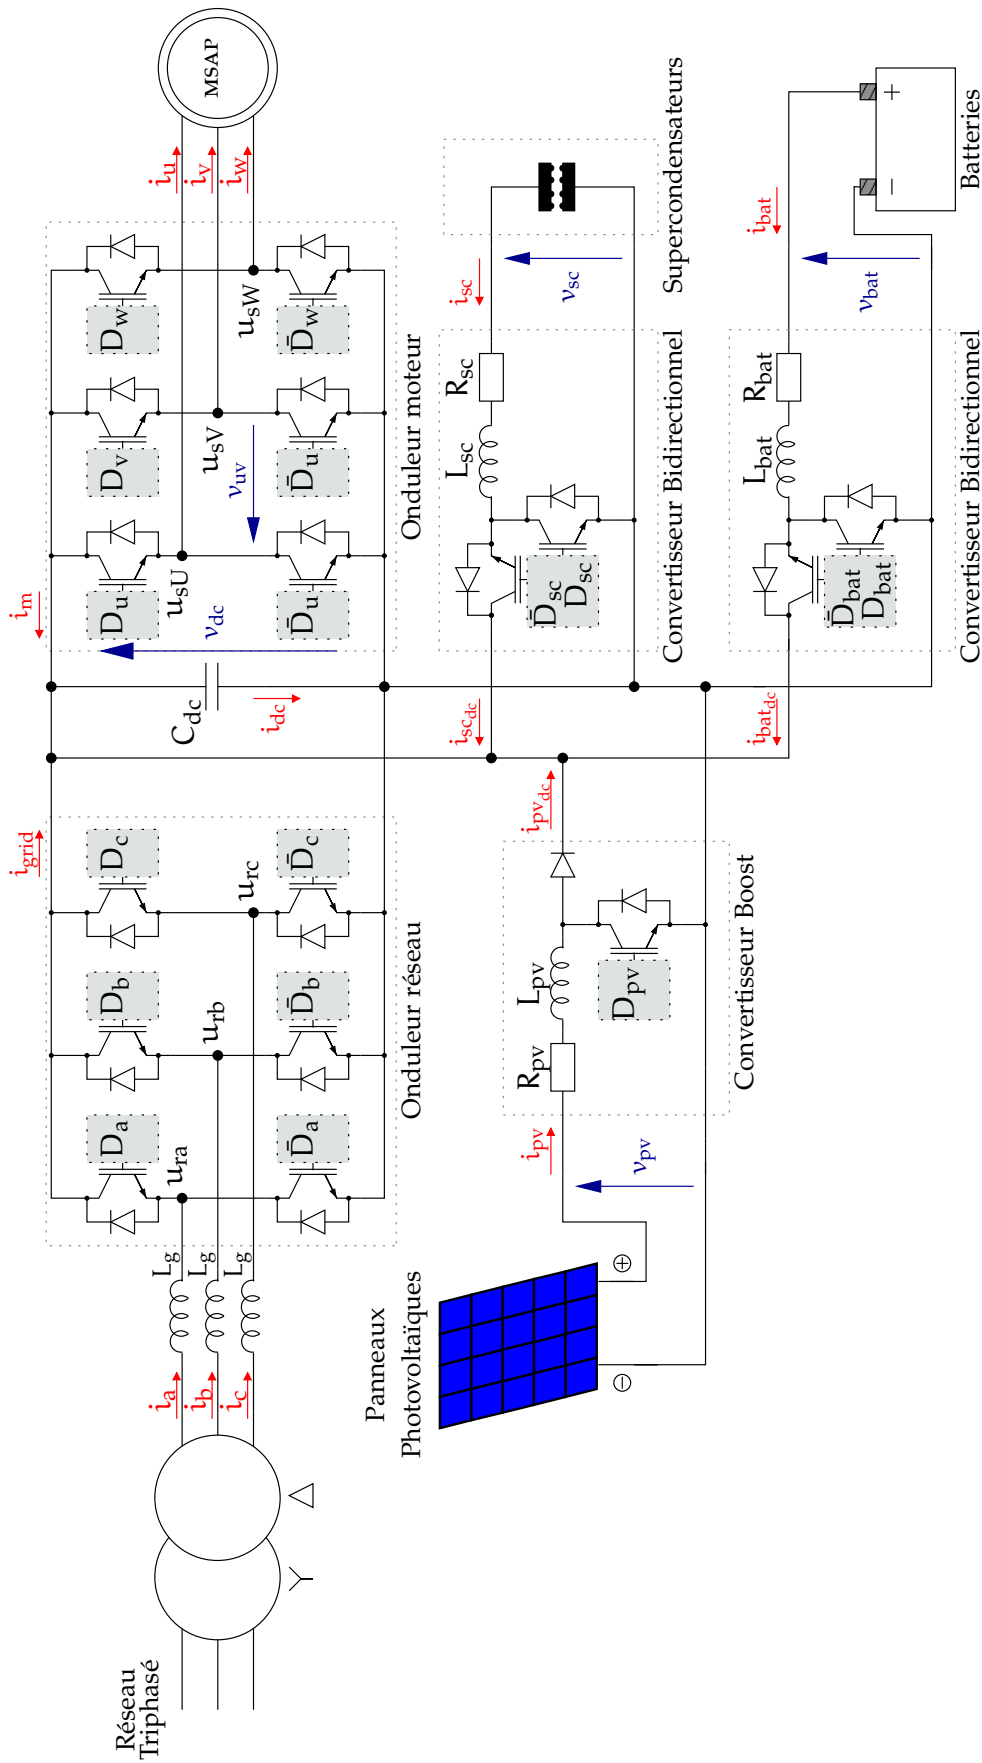 Réseau
Triphasé
i_a
i_b
i_c
L_g
L_g
L_g
i_grid
D_a
D_b
D_c
u_ra
u_rb
u_rc
D̄_a
D̄_b
D̄_c
Onduleur réseau
C_dc
i_dc
v_dc
i_m
D_u
D_v
D_w
u_sU
u_sV
u_sW
v_uv
D̄_u
D̄_u
D̄_w
Onduleur moteur
i_u
i_v
i_w
MSAP
Panneaux
Photovoltaïques
−
+
i_pv
v_pv
R_pv
L_pv
D_pv
i_pv_dc
Convertisseur Boost
i_sc_dc
D̄_sc
D_sc
L_sc
R_sc
i_sc
v_sc
Convertisseur Bidirectionnel
Supercondensateurs
i_bat_dc
D̄_bat
D_bat
L_bat
R_bat
i_bat
v_bat
Convertisseur Bidirectionnel
−
+
Batteries